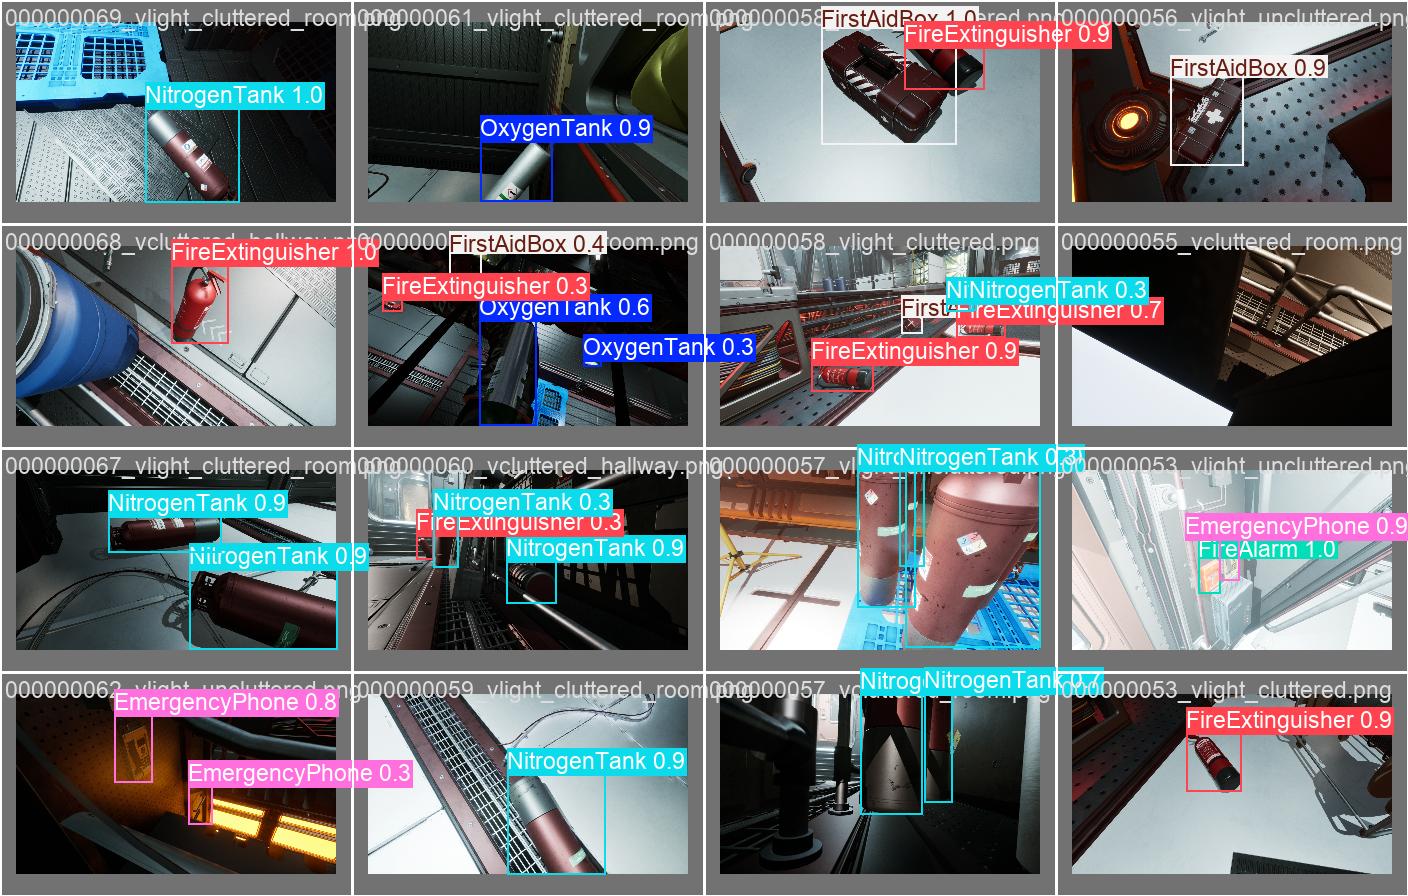 000000069_vlight_cluttered_room.png
NitrogenTank 1.0
000000061_vlight_cluttered_room.png
OxygenTank 0.9
FirstAidBox 1.0
FireExtinguisher 0.9
000000056_vlight_uncluttered.png
FirstAidBox 0.9
FireExtinguisher 1.0
FirstAidBox 0.4
FireExtinguisher 0.3
OxygenTank 0.6
OxygenTank 0.3
000000058_vlight_cluttered.png
NitrogenTank 0.3
FireExtinguisher 0.7
FireExtinguisher 0.9
000000055_vcluttered_room.png
000000067_vlight_cluttered_room.png
NitrogenTank 0.9
NitrogenTank 0.9
000000060_vcluttered_hallway.png
NitrogenTank 0.3
FireExtinguisher 0.3
NitrogenTank 0.9
NitrogenTank 0.3
000000053_vlight_uncluttered.png
EmergencyPhone 0.9
FireAlarm 1.0
EmergencyPhone 0.8
EmergencyPhone 0.3
000000059_vlight_cluttered_room.png
NitrogenTank 0.9
NitrogenTank 0.7
000000053_vlight_cluttered.png
FireExtinguisher 0.9